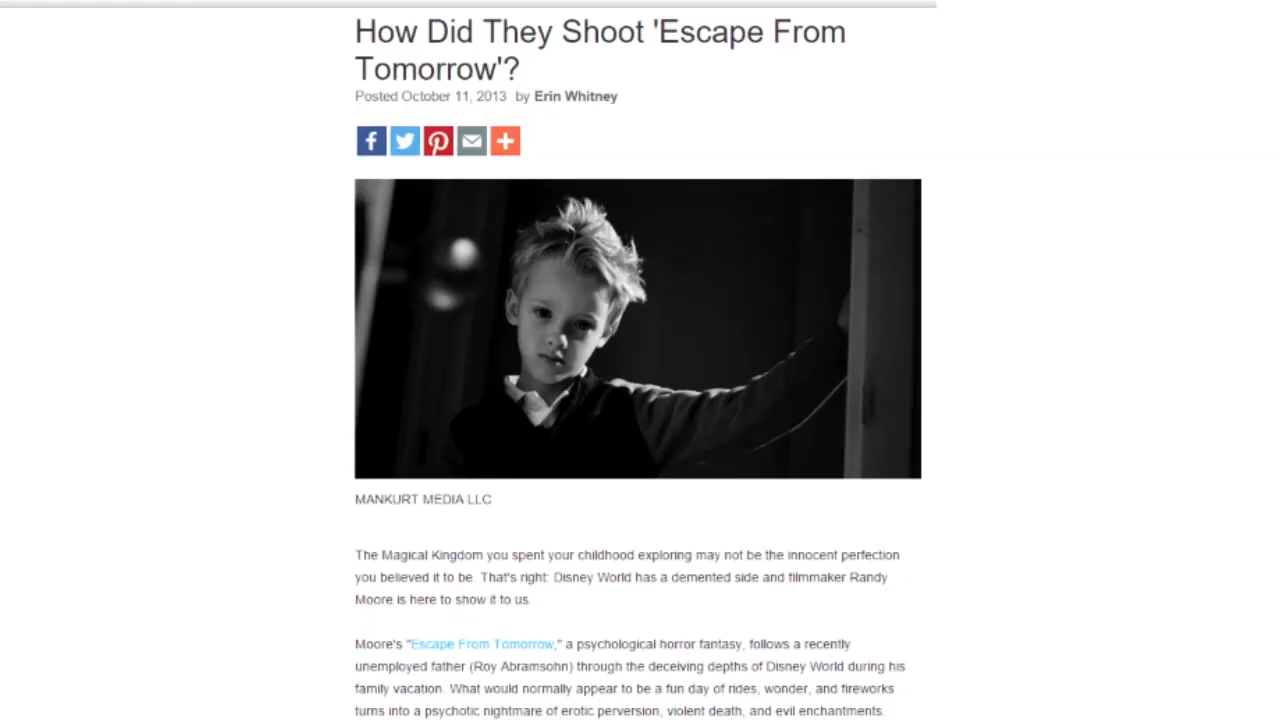 How Did They Shoot 'Escape From
Tomorrow'?
Posted October 11, 2013 by Erin Whitney
MANKURT MEDIA LLC
The Magical Kingdom you spent your childhood exploring may not be the innocent perfection
you believed it to be. That's right: Disney World has a demented side and filmmaker Randy
Moore is here to show it to us.
Moore's "Escape From Tomorrow," a psychological horror fantasy, follows a recently
unemployed father (Roy Abramsohn) through the deceiving depths of Disney World during his
family vacation. What would normally appear to be a fun day of rides, wonder, and fireworks
turns into a psychotic nightmare of erotic perversion, violent death, and evil enchantments.